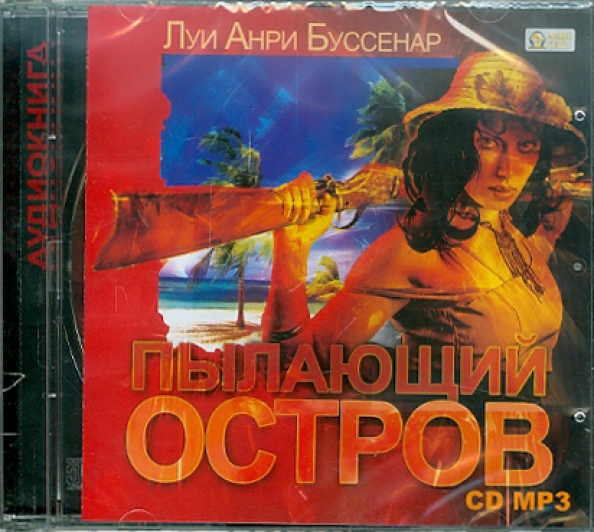 Луи Анри Буссенар
АУДИОКНИГА
ПЫЛАЮЩИЙ
ОСТРОВ
CD MP3